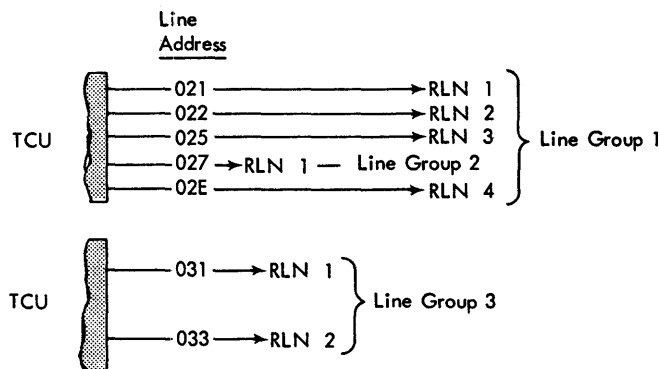 Line
Address
021 RLN 1
022 RLN 2
TCU 025 RLN 3 Line Group 1
027 RLN 1 — Line Group 2
02E RLN 4
031 RLN 1
TCU Line Group 3
033 RLN 2